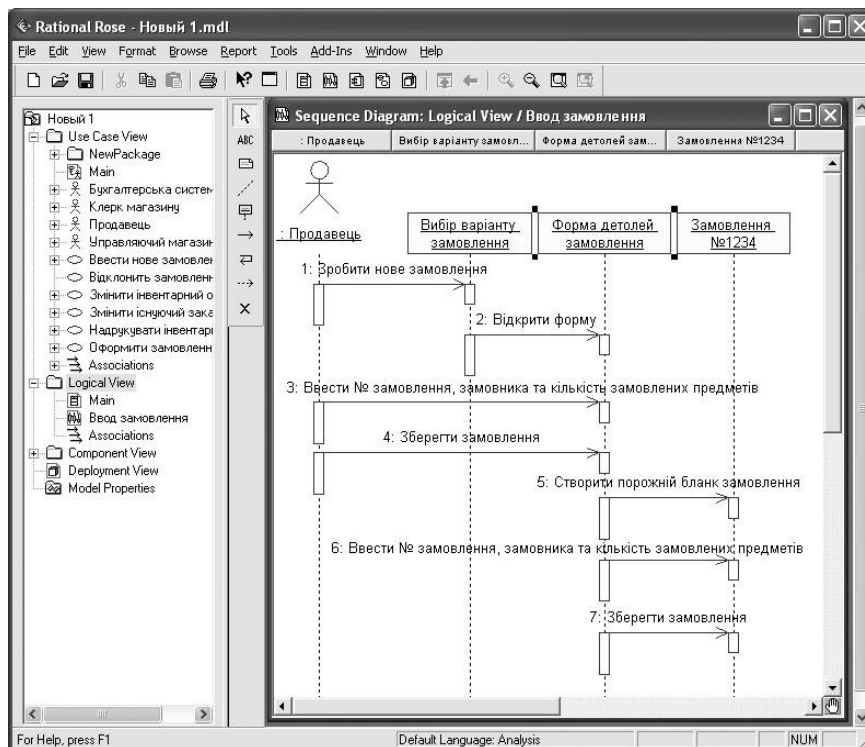 Rational Rose - Новый 1.mdl
File Edit View Format Browse Report Tools Add-Ins Window Help
Новый 1
Use Case View
NewPackage
Main
Бухгалтерська систем
Клерк магазину
Продавець
Управляючий магазин
Ввести нове замовлен
Відклонить замовленн
Змінити інвентарний о
Змінити існуючий зака
Надрукувати інвентарі
Оформити замовленн
Associations
Logical View
Main
Ввод замовлення
Associations
Component View
Deployment View
Model Properties
ABC
Sequence Diagram: Logical View / Ввод замовлення
: Продавець Вибір варіанту замовл... Форма детолей зам... Замовлення №1234
: Продавець
Вибір варіанту
замовлення
Форма детолей
замовлення
Замовлення
№1234
1: Зробити нове замовлення
2: Відкрити форму
3: Ввести № замовлення, замовника та кількість замовлених предметів
4: Зберегти замовлення
5: Створити порожній бланк замовлення
6: Ввести № замовлення, замовника та кількість замовлених предметів
7: Зберегти замовлення
For Help, press F1 Default Language: Analysis NUM